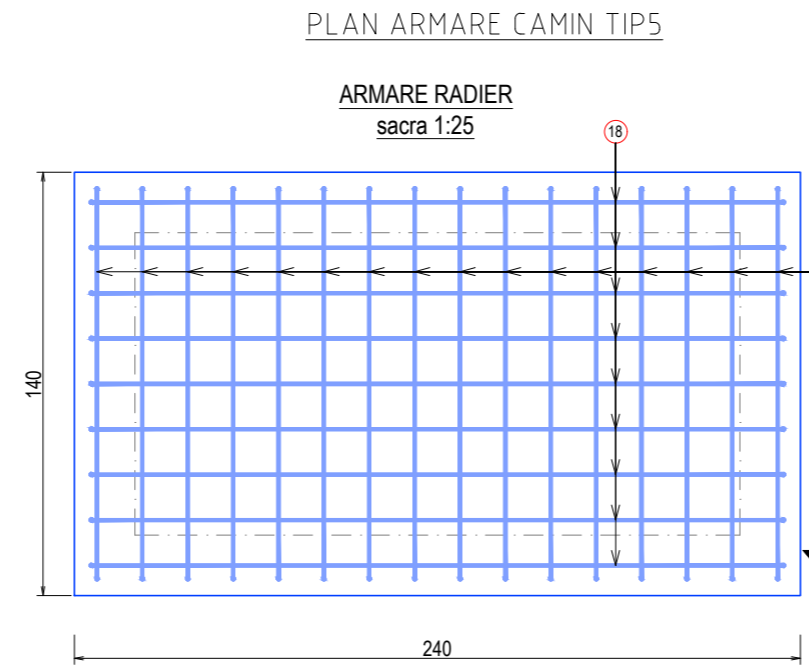 PLAN ARMARE CAMIN TIP5
ARMARE RADIER
sacra 1:25
18
140
240